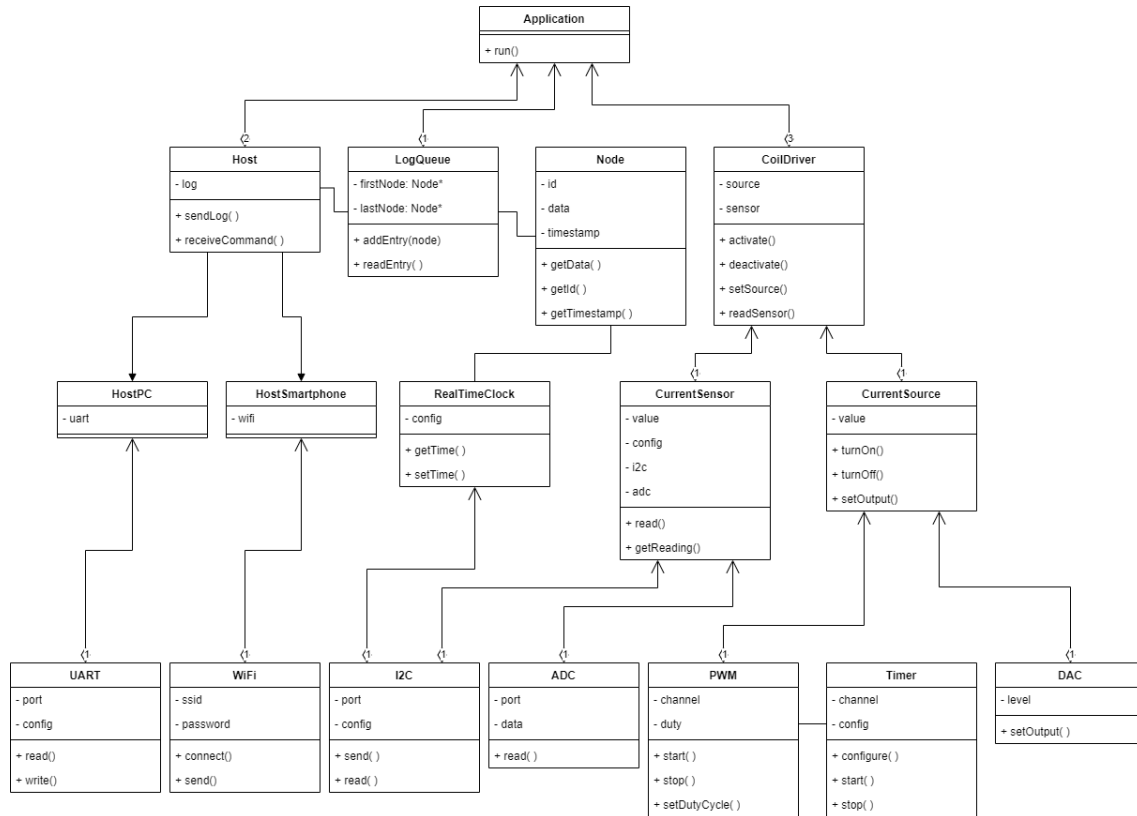 Application
+ run()
2
1
3
Host
- log
+ sendLog( )
+ receiveCommand( )
LogQueue
- firstNode: Node*
- lastNode: Node*
+ addEntry(node)
+ readEntry( )
Node
- id
- data
- timestamp
+ getData( )
+ getId( )
+ getTimestamp( )
CoilDriver
- source
- sensor
+ activate()
+ deactivate()
+ setSource()
+ readSensor()
1
1
HostPC
- uart
HostSmartphone
- wifi
RealTimeClock
- config
+ getTime( )
+ setTime( )
CurrentSensor
- value
- config
- i2c
- adc
+ read()
+ getReading()
CurrentSource
- value
+ turnOn()
+ turnOff()
+ setOutput()
1
1
1
1
1
1
1
UART
- port
- config
+ read()
+ write()
WiFi
- ssid
- password
+ connect()
+ send()
I2C
- port
- config
+ send( )
+ read( )
ADC
- port
- data
+ read( )
PWM
- channel
- duty
+ start( )
+ stop( )
+ setDutyCycle( )
Timer
- channel
- config
+ configure( )
+ start( )
+ stop( )
DAC
- level
+ setOutput( )